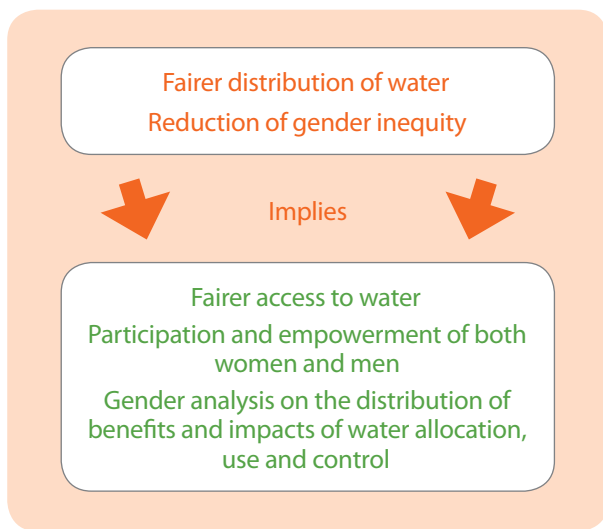 Fairer distribution of water
Reduction of gender inequity
Implies
Fairer access to water
Participation and empowerment of both
women and men
Gender analysis on the distribution of
benefits and impacts of water allocation,
use and control